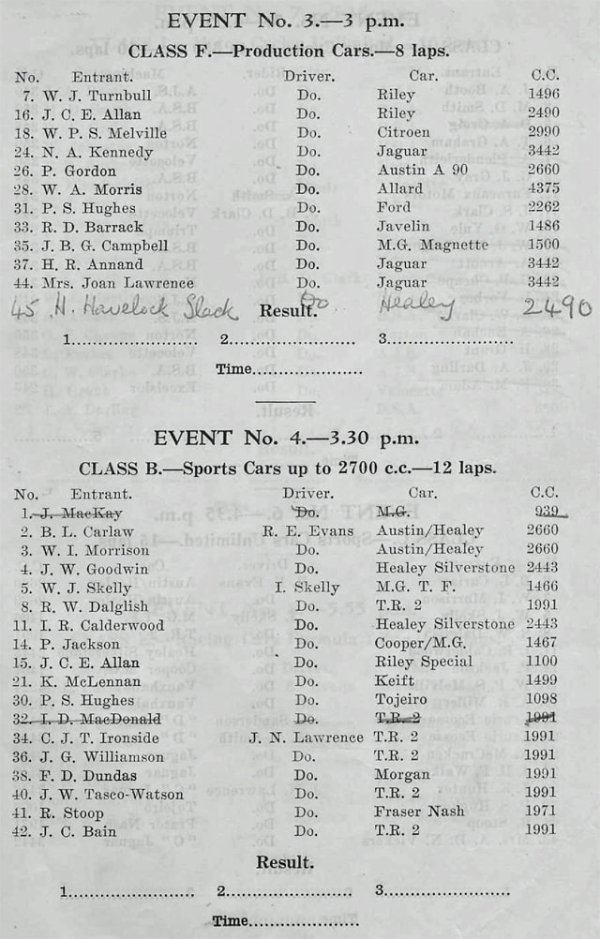 EVENT No. 3.—3 p.m.
CLASS F.—Production Cars.—8 laps.
No. Entrant. Driver. Car. C.C.
7. W. J. Turnbull Do. Riley 1496
16. J. C. E. Allan Do. Riley 2490
18. W. P. S. Melville Do. Citroen 2990
24. N. A. Kennedy Do. Jaguar 3442
26. P. Gordon Do. Austin A 90 2660
28. W. A. Morris Do. Allard 4375
31. P. S. Hughes Do. Ford 2262
33. R. D. Barrack Do. Javelin 1486
35. J. B. G. Campbell Do. M.G. Magnette 1500
37. H. R. Annand Do. Jaguar 3442
44. Mrs. Joan Lawrence Do. Jaguar 3442
45 H. Havelock Slack Do Healey 2490
Result.
1..................... 2..................... 3.....................
Time.....................
EVENT No. 4.—3.30 p.m.
CLASS B.—Sports Cars up to 2700 c.c.—12 laps.
No. Entrant. Driver. Car. C.C.
1. J. MacKay Do. M.G. 939
2. B. L. Carlaw R. E. Evans Austin/Healey 2660
3. W. I. Morrison Do. Austin/Healey 2660
4. J. W. Goodwin Do. Healey Silverstone 2443
5. W. J. Skelly I. Skelly M.G. T. F. 1466
8. R. W. Dalglish Do. T.R. 2 1991
11. I. R. Calderwood Do. Healey Silverstone 2443
14. P. Jackson Do. Cooper/M.G. 1467
15. J. C. E. Allan Do. Riley Special 1100
21. K. McLennan Do. Keift 1499
30. P. S. Hughes Do. Tojeiro 1098
32. I. D. MacDonald Do. T.R. 2 1991
34. C. J. T. Ironside J. N. Lawrence T.R. 2 1991
36. J. G. Williamson Do. T.R. 2 1991
38. F. D. Dundas Do. Morgan 1991
40. J. W. Tasco-Watson Do. T.R. 2 1991
41. R. Stoop Do. Fraser Nash 1971
42. J. C. Bain Do. T.R. 2 1991
Result.
1..................... 2..................... 3.....................
Time.....................